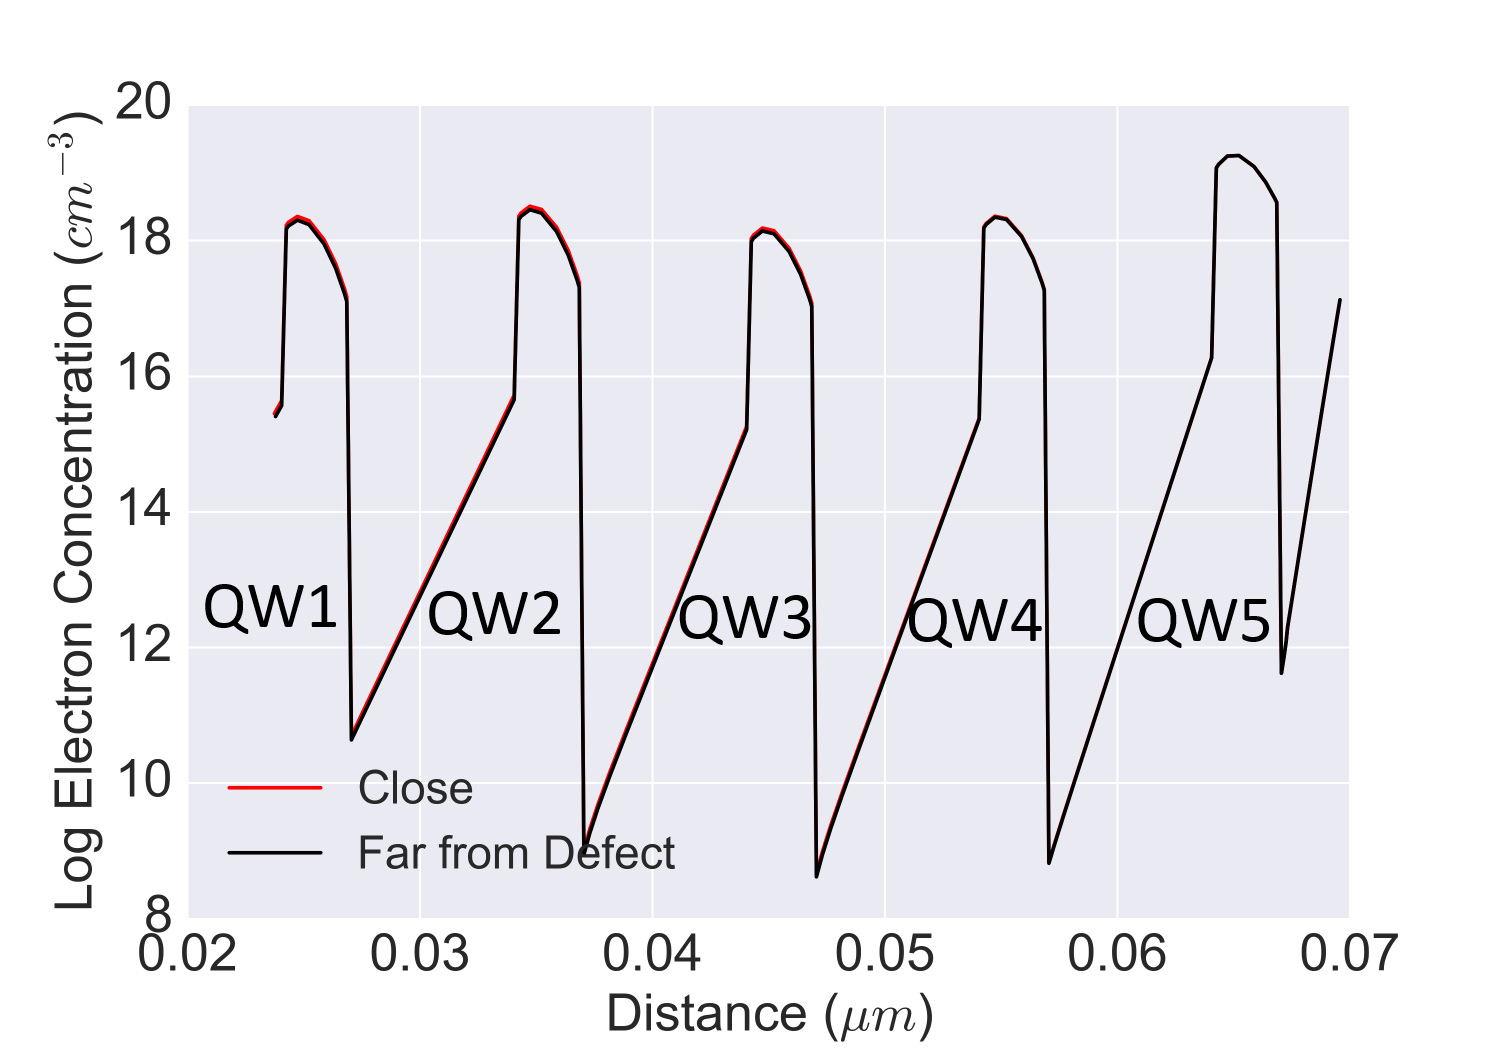 Log Electron Concentration (cm⁻³)
20
18
16
14
12
10
8
QW1
QW2
QW3
QW4
QW5
Close
Far from Defect
0.02
0.03
0.04
0.05
0.06
0.07
Distance (μm)